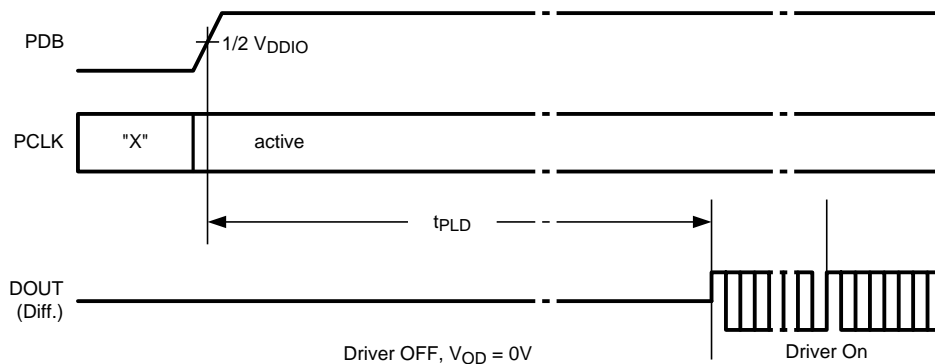 PDB
1/2 VDDIO
PCLK
"X"
active
tPLD
DOUT
(Diff.)
Driver OFF, VOD = 0V
Driver On